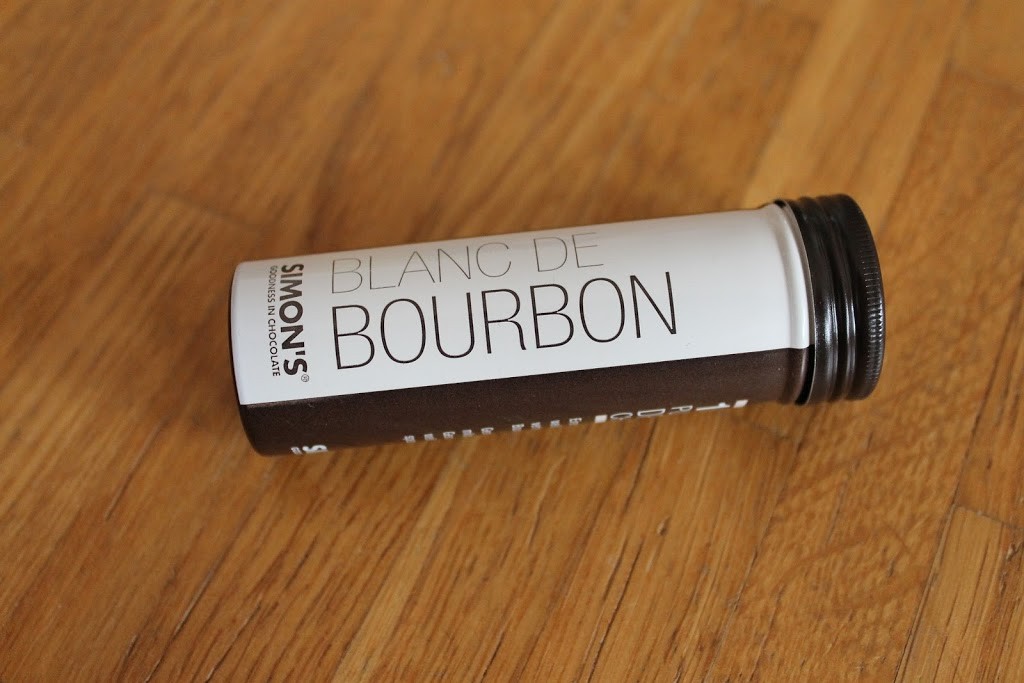 BLANC DE
BOURBON
SIMON'S®
GOODNESS IN CHOCOLATE